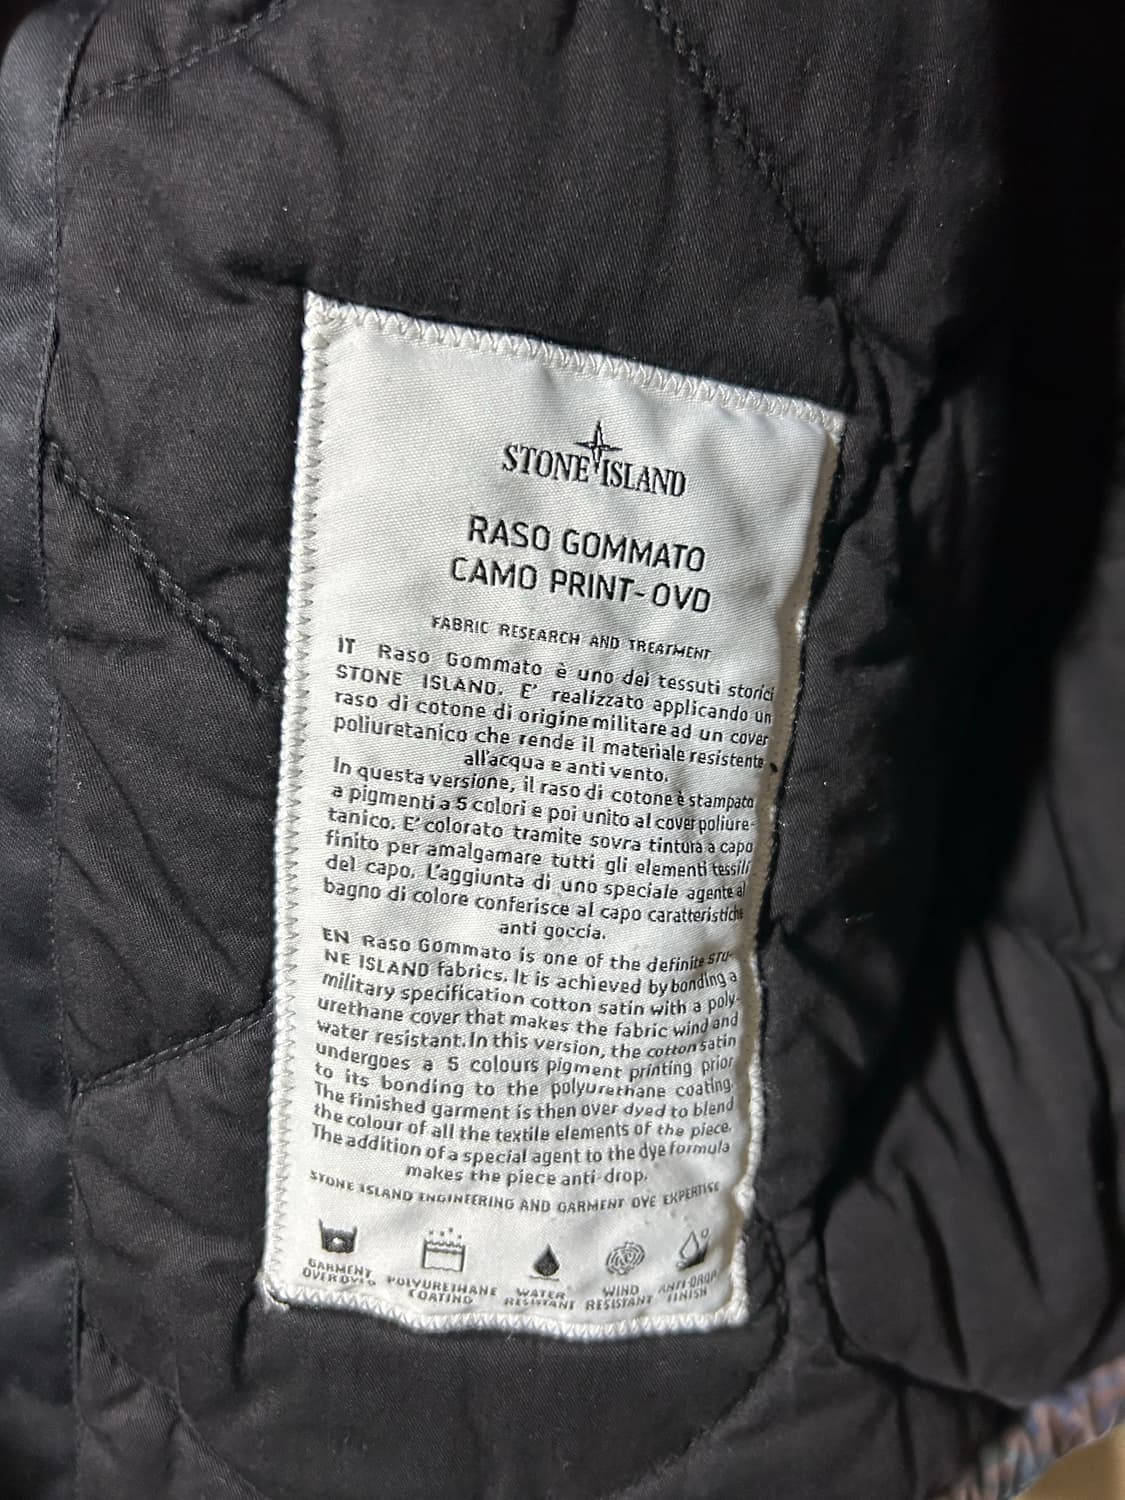 STONE ISLAND
RASO GOMMATO
CAMO PRINT-OVD
FABRIC RESEARCH AND TREATMENT
IT Raso Gommato è uno dei tessuti storici
STONE ISLAND. E' realizzato applicando un
raso di cotone di origine militare ad un cover
poliuretanico che rende il materiale resistente
all'acqua e anti vento.
In questa versione, il raso di cotone è stampato
a pigmenti a 5 colori e poi unito al cover poliure-
tanico. E' colorato tramite sovra tintura a capo
finito per amalgamare tutti gli elementi tessili
del capo. L'aggiunta di uno speciale agente al
bagno di colore conferisce al capo caratteristiche
anti goccia.
EN Raso Gommato is one of the definite STO-
NE ISLAND fabrics. It is achieved by bonding a
military specification cotton satin with a poly-
urethane cover that makes the fabric wind and
water resistant. In this version, the cotton satin
undergoes a 5 colours pigment printing prior
to its bonding to the polyurethane coating.
The finished garment is then over dyed to blend
the colour of all the textile elements of the piece.
The addition of a special agent to the dye formula
makes the piece anti-drop.
STONE ISLAND ENGINEERING AND GARMENT DYE EXPERTISE
GARMENT
OVERDYED
POLYURETHANE
COATING
WATER
RESISTANT
WIND
RESISTANT
ANTI-DROP
FINISH